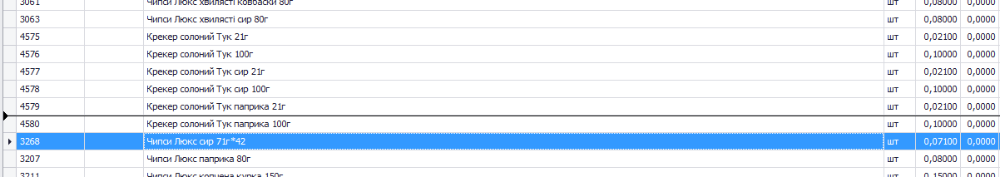 3061 Чипси Люкс хвилясті ковбаски 80г шт 0,08000 0,0000
3063 Чипси Люкс хвилясті сир 80г шт 0,08000 0,0000
4575 Крекер солоний Тук 21г шт 0,02100 0,0000
4576 Крекер солоний Тук 100г шт 0,10000 0,0000
4577 Крекер солоний Тук сир 21г шт 0,02100 0,0000
4578 Крекер солоний Тук сир 100г шт 0,10000 0,0000
4579 Крекер солоний Тук паприка 21г шт 0,02100 0,0000
4580 Крекер солоний Тук паприка 100г шт 0,10000 0,0000
3268 Чипси Люкс сир 71г*42 шт 0,07100 0,0000
3207 Чипси Люкс паприка 80г шт 0,08000 0,0000
3211 Чипси Люкс копчена курка 150г шт 0,15000 0,0000